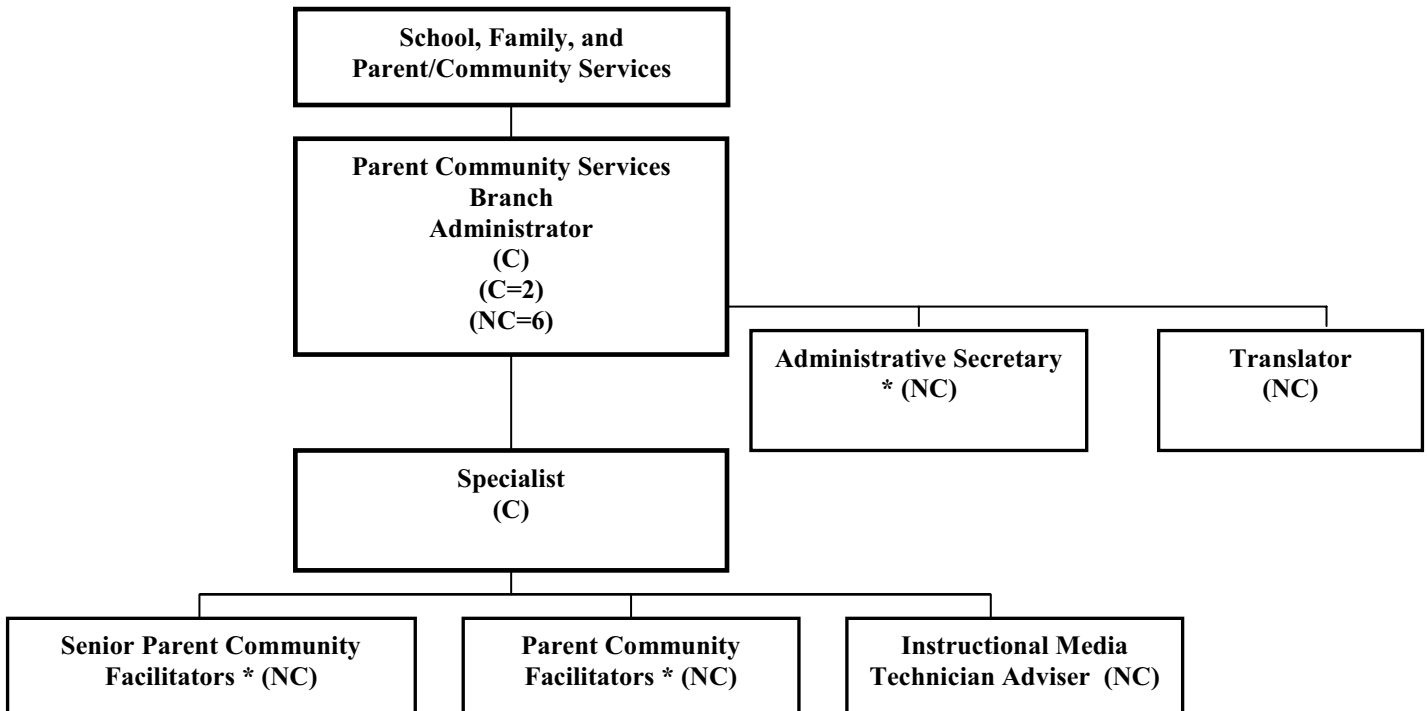 School, Family, and
Parent/Community Services
Parent Community Services
Branch
Administrator
(C)
(C=2)
(NC=6)
Administrative Secretary
* (NC)
Translator
(NC)
Specialist
(C)
Senior Parent Community
Facilitators * (NC)
Parent Community
Facilitators * (NC)
Instructional Media
Technician Adviser (NC)